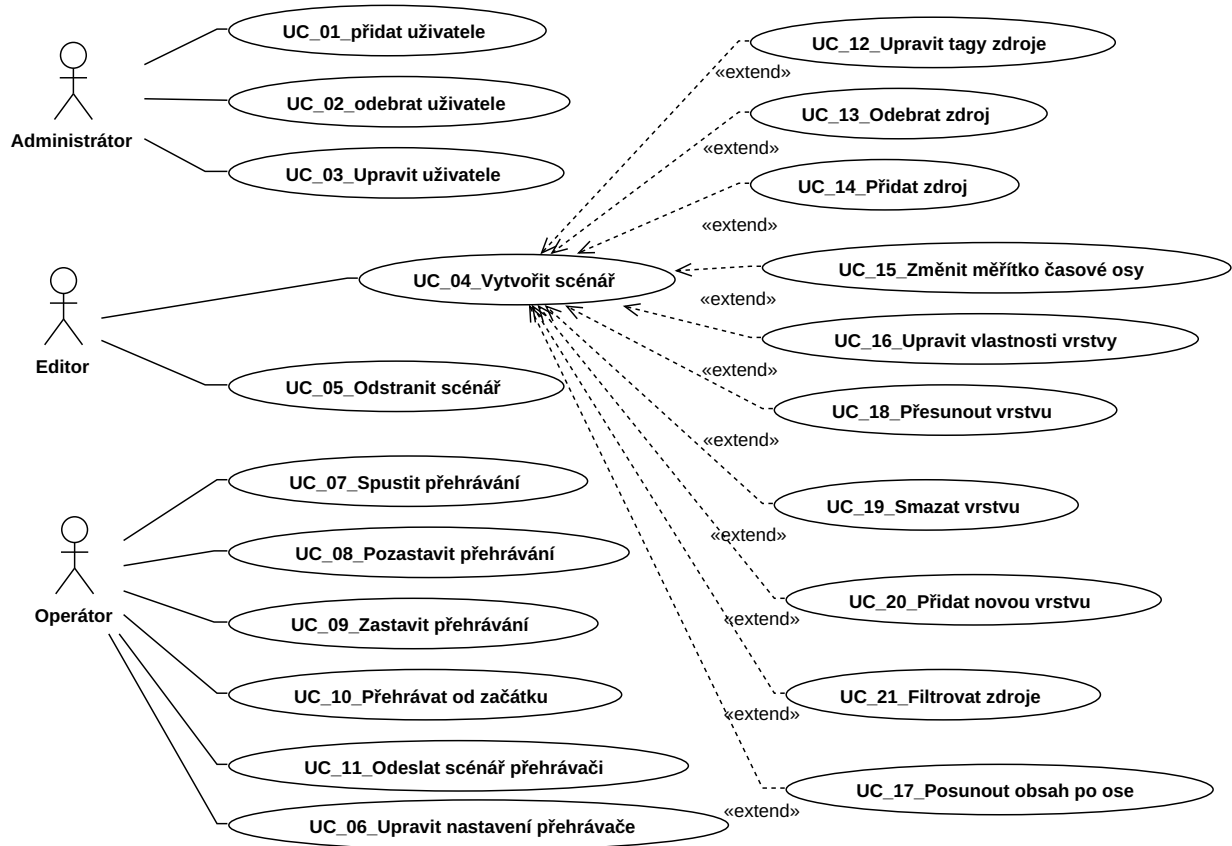 UC_01_přidat uživatele
UC_12_Upravit tagy zdroje
«extend»
UC_02_odebrat uživatele
UC_13_Odebrat zdroj
Administrátor
«extend»
UC_03_Upravit uživatele
UC_14_Přidat zdroj
«extend»
UC_04_Vytvořit scénář
UC_15_Změnit měřítko časové osy
«extend»
UC_16_Upravit vlastnosti vrstvy
Editor
«extend»
UC_05_Odstranit scénář
UC_18_Přesunout vrstvu
«extend»
UC_07_Spustit přehrávání
UC_19_Smazat vrstvu
«extend»
UC_08_Pozastavit přehrávání
UC_20_Přidat novou vrstvu
Operátor
«extend»
UC_09_Zastavit přehrávání
UC_10_Přehrávat od začátku
UC_21_Filtrovat zdroje
«extend»
UC_11_Odeslat scénář přehrávači
UC_17_Posunout obsah po ose
«extend»
UC_06_Upravit nastavení přehrávače